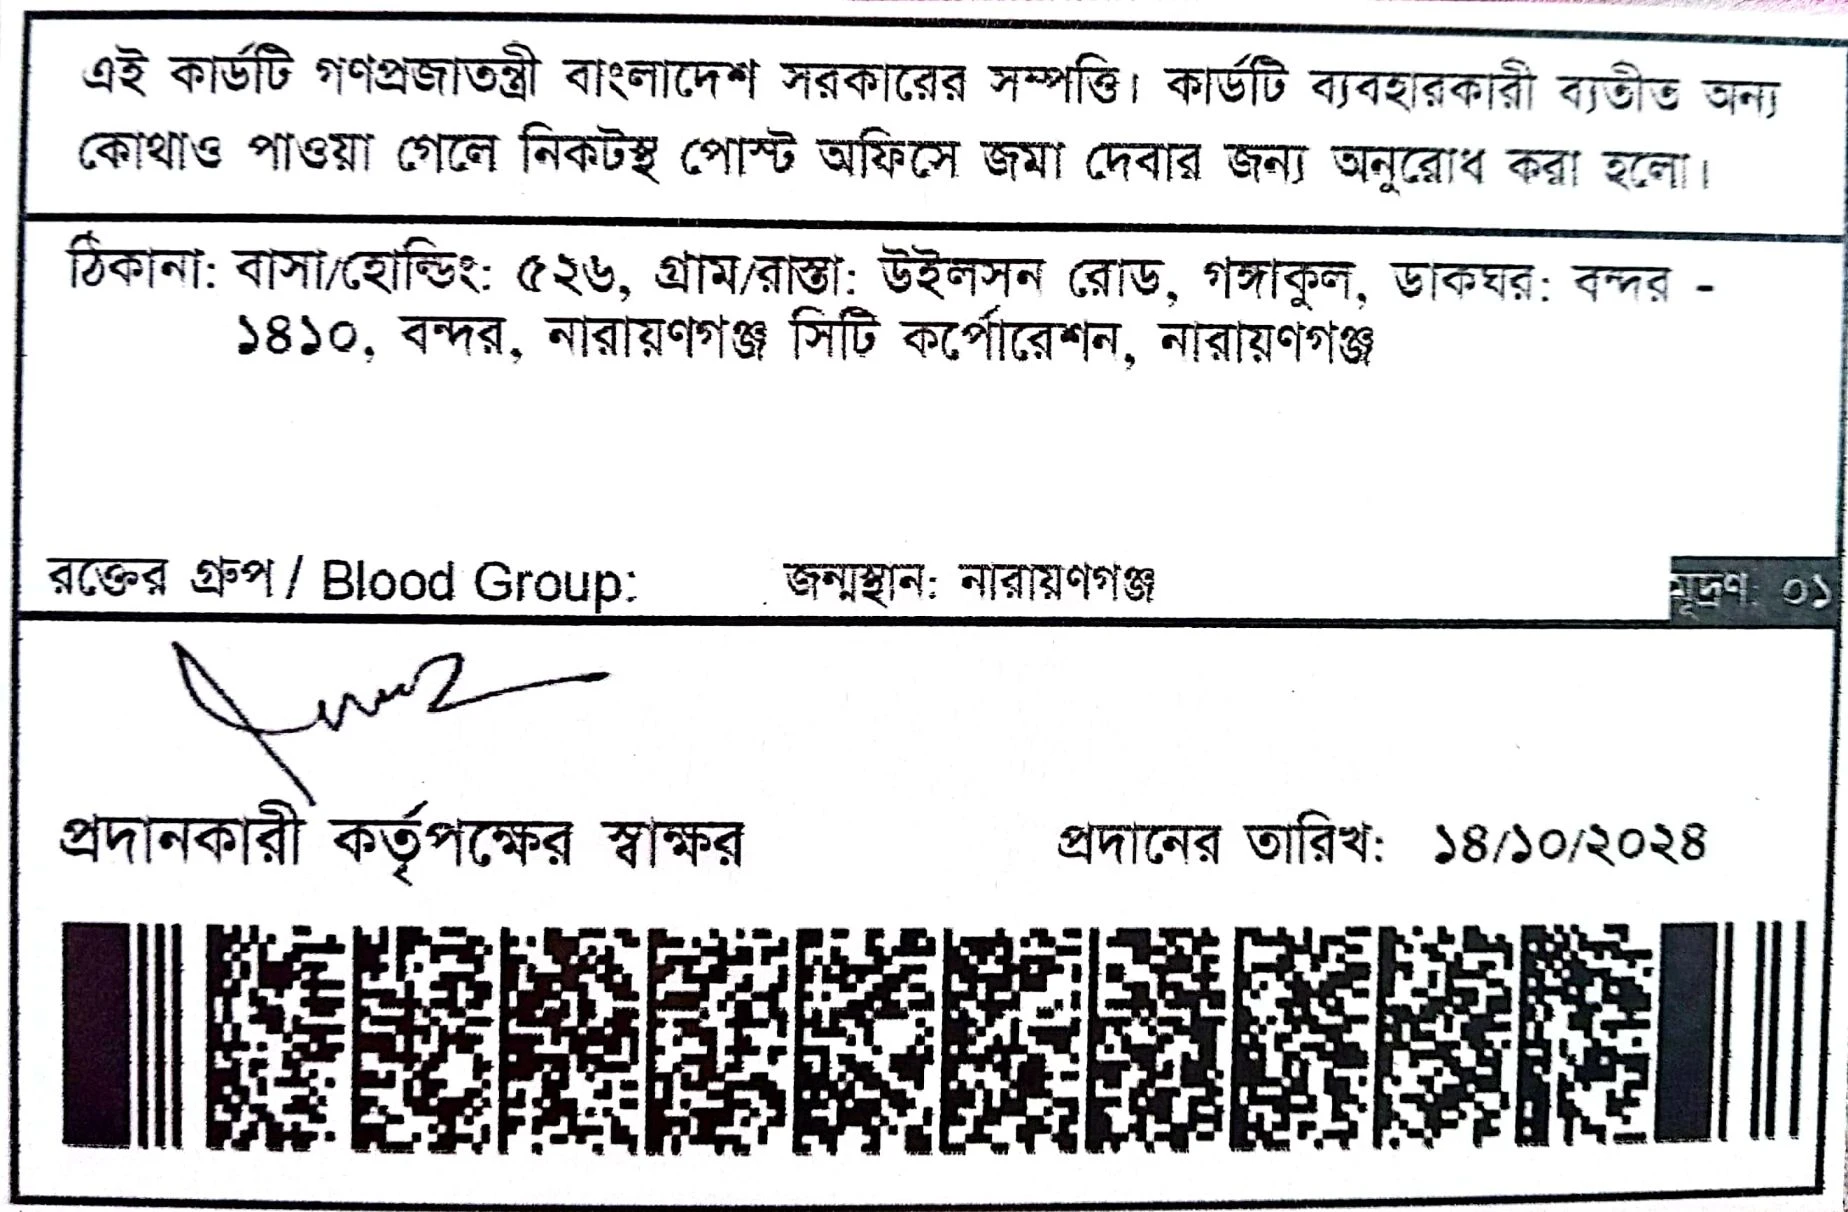 এই কার্ডটি গণপ্রজাতন্ত্রী বাংলাদেশ সরকারের সম্পত্তি। কার্ডটি ব্যবহারকারী ব্যতীত অন্য
কোথাও পাওয়া গেলে নিকটস্থ পোস্ট অফিসে জমা দেবার জন্য অনুরোধ করা হলো।
ঠিকানা: বাসা/হোল্ডিং: ৫২৬, গ্রাম/রাস্তা: উইলসন রোড, গঙ্গাকুল, ডাকঘর: বন্দর -
১৪১০, বন্দর, নারায়ণগঞ্জ সিটি কর্পোরেশন, নারায়ণগঞ্জ
রক্তের গ্রুপ / Blood Group: জন্মস্থান: নারায়ণগঞ্জ মূদ্রণ: ০১
প্রদানকারী কর্তৃপক্ষের স্বাক্ষর প্রদানের তারিখ: ১৪/১০/২০২৪